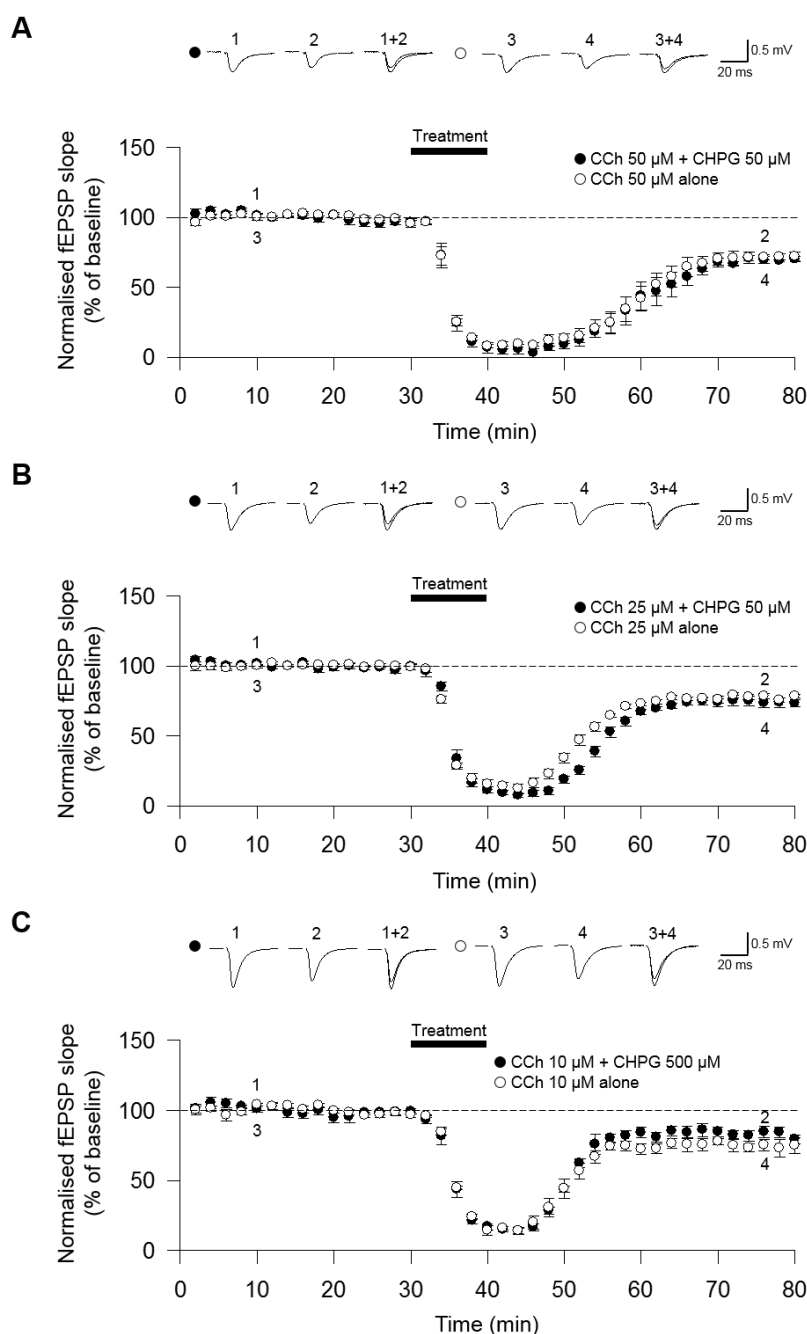 A
1 2 1+2 3 4 3+4
0.5 mV
20 ms
Treatment
CCh 50 µM + CHPG 50 µM
CCh 50 µM alone
Normalised fEPSP slope
(% of baseline)
150
100
50
0
1
3
2
4
0 10 20 30 40 50 60 70 80
Time (min)
B
1 2 1+2 3 4 3+4
0.5 mV
20 ms
Treatment
CCh 25 µM + CHPG 50 µM
CCh 25 µM alone
Normalised fEPSP slope
(% of baseline)
150
100
50
0
1
3
2
4
0 10 20 30 40 50 60 70 80
Time (min)
C
1 2 1+2 3 4 3+4
0.5 mV
20 ms
Treatment
CCh 10 µM + CHPG 500 µM
CCh 10 µM alone
Normalised fEPSP slope
(% of baseline)
150
100
50
0
1
3
2
4
0 10 20 30 40 50 60 70 80
Time (min)